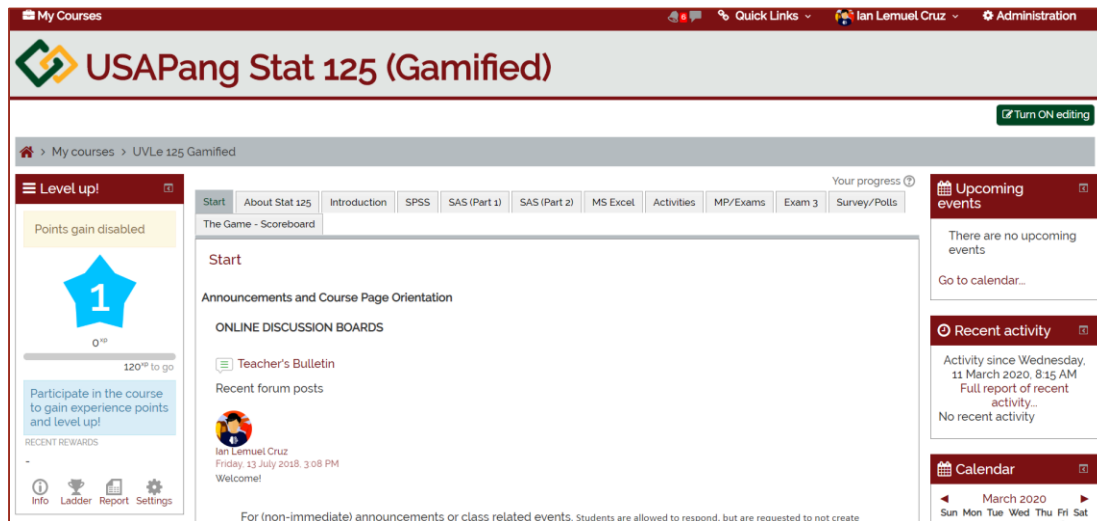 My Courses
6
Quick Links
Ian Lemuel Cruz
Administration
USAPang Stat 125 (Gamified)
Turn ON editing
> My courses > UVLe 125 Gamified
Level up!
Points gain disabled
1
0xp
120xp to go
Participate in the course
to gain experience points
and level up!
RECENT REWARDS
-
Info Ladder Report Settings
Your progress
Start About Stat 125 Introduction SPSS SAS (Part 1) SAS (Part 2) MS Excel Activities MP/Exams Exam 3 Survey/Polls
The Game - Scoreboard
Start
Announcements and Course Page Orientation
ONLINE DISCUSSION BOARDS
Teacher's Bulletin
Recent forum posts
Ian Lemuel Cruz
Friday, 13 July 2018, 3:08 PM
Welcome!
For (non-immediate) announcements or class related events. Students are allowed to respond, but are requested to not create
Upcoming
events
There are no upcoming
events
Go to calendar...
Recent activity
Activity since Wednesday,
11 March 2020, 8:15 AM
Full report of recent
activity...
No recent activity
Calendar
◄ March 2020 ►
Sun Mon Tue Wed Thu Fri Sat